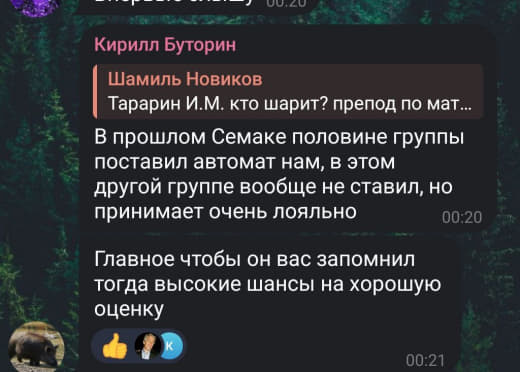 00:20
Кирилл Буторин
Шамиль Новиков
Тарарин И.М. кто шарит? препод по мат...
В прошлом Семаке половине группы
поставил автомат нам, в этом
другой группе вообще не ставил, но
принимает очень лояльно
00:20
Главное чтобы он вас запомнил
тогда высокие шансы на хорошую
оценку
K
00:21